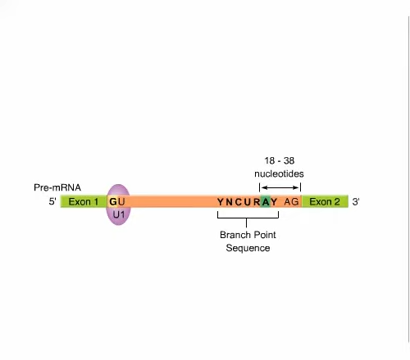 18 - 38
nucleotides
Pre-mRNA
5' Exon 1 GU YNCURAY AG Exon 2 3'
U1
Branch Point
Sequence